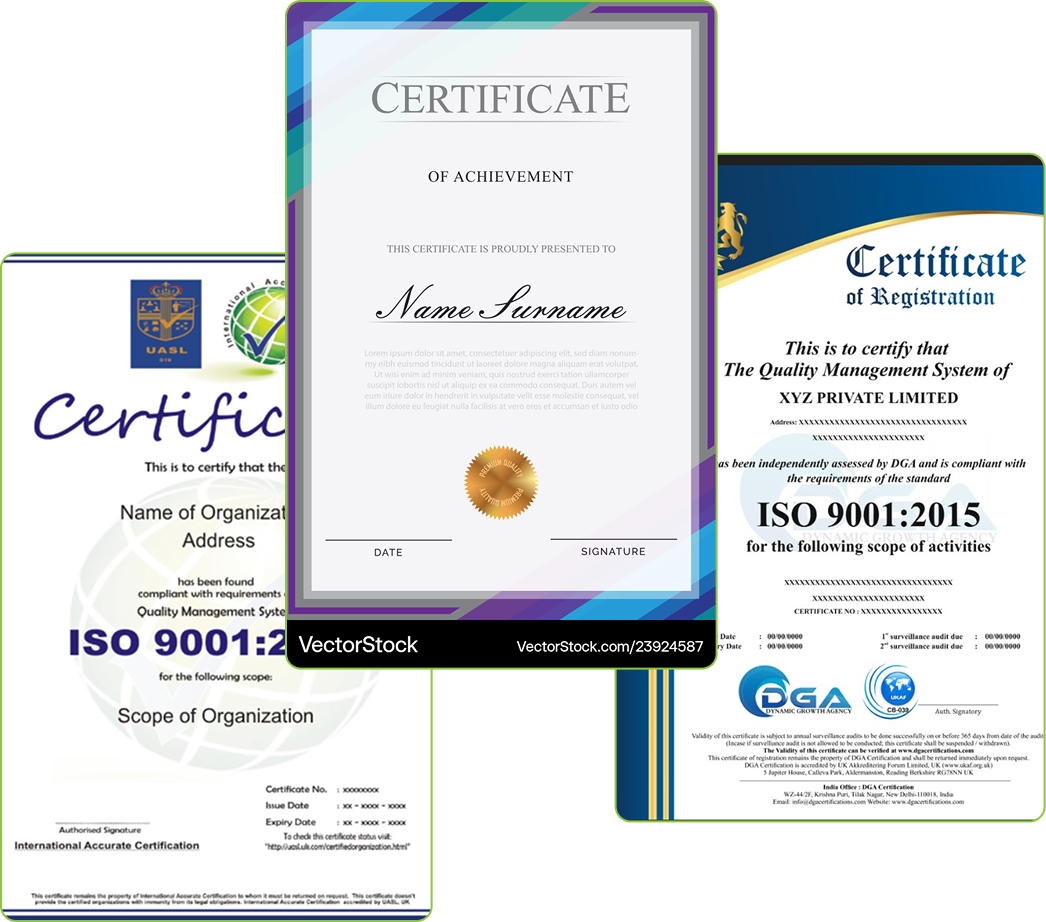 CERTIFICATE
OF ACHIEVEMENT
THIS CERTIFICATE IS PROUDLY PRESENTED TO
Name Surname
Lorem ipsum dolor sit amet, consectetuer adipiscing elit, sed diam nonum-
my nibh euismod tincidunt ut laoreet dolore magna aliquam erat volutpat.
Ut wisi enim ad minim veniam, quis nostrud exerci tation ullamcorper
suscipit lobortis nisl ut aliquip ex ea commodo consequat. Duis autem vel
eum iriure dolor in hendrerit in vulputate velit esse molestie consequat, vel
illum dolore eu feugiat nulla facilisis at vero eros et accumsan et iusto odio
PREMIUM QUALITY
PREMIUM QUALITY
DATE
SIGNATURE
VectorStock
VectorStock.com/23924587
UASL
International Acc
Certific
This is to certify that the
Name of Organizat
Address
has been found
compliant with requirements
Quality Management Syste
ISO 9001:2
for the following scope:
Scope of Organization
Certificate No. : xxxxxxxx
Issue Date : xx - xxxx - xxxx
Expiry Date : xx - xxxx - xxxx
To check this certificate status visit:
"http://uasl.uk.com/certifiedorganization.html"
Authorised Signature
International Accurate Certification
This certificate remains the property of International Accurate Certification to whom it must be returned on request. This certificate doesn't
provide the certified organizations with immunity from its legal obligations. International Accurate Certification accredited by UASL, UK
Certificate
of Registration
This is to certify that
The Quality Management System of
XYZ PRIVATE LIMITED
Address: XXXXXXXXXXXXXXXXXXXXXXXXXXXXXXXXX
XXXXXXXXXXXXXXXXXXXXXX
as been independently assessed by DGA and is compliant with
the requirements of the standard
ISO 9001:2015
DYNAMIC GROWTH AGENCY
for the following scope of activities
XXXXXXXXXXXXXXXXXXXXXXXXXXXXXXXXX
XXXXXXXXXXXXXXXXXXXXXX
CERTIFICATE NO : XXXXXXXXXXXXXXXX
Date : 00/00/0000 1st surveillance audit due : 00/00/0000
ry Date : 00/00/0000 2nd surveillance audit due : 00/00/0000
DGA
DYNAMIC GROWTH AGENCY
UKAF
CB-039
Auth. Signatory
Validity of this certificate is subject to annual surveillance audits to be done successfully on or before 365 days from date of the audit
(Incase if surveillance audit is not allowed to be conducted; this certificate shall be suspended / withdrawn).
The Validity of this certificate can be verified at www.dgacertifications.com
This certificate of registration remains the property of DGA Certification and shall be returned immediately upon request.
DGA Certification is accredited by UK Akkreditering Forum Limited, UK (www.ukaf.org.uk)
5 Jupiter House, Calleva Park, Aldermanston, Reading Berkshire RG78NN UK
India Office : DGA Certification
WZ-44/2F, Krishna Puri, Tilak Nagar, New Delhi-110018, India
Email: info@dgacertifications.com Website: www.dgacertifications.com